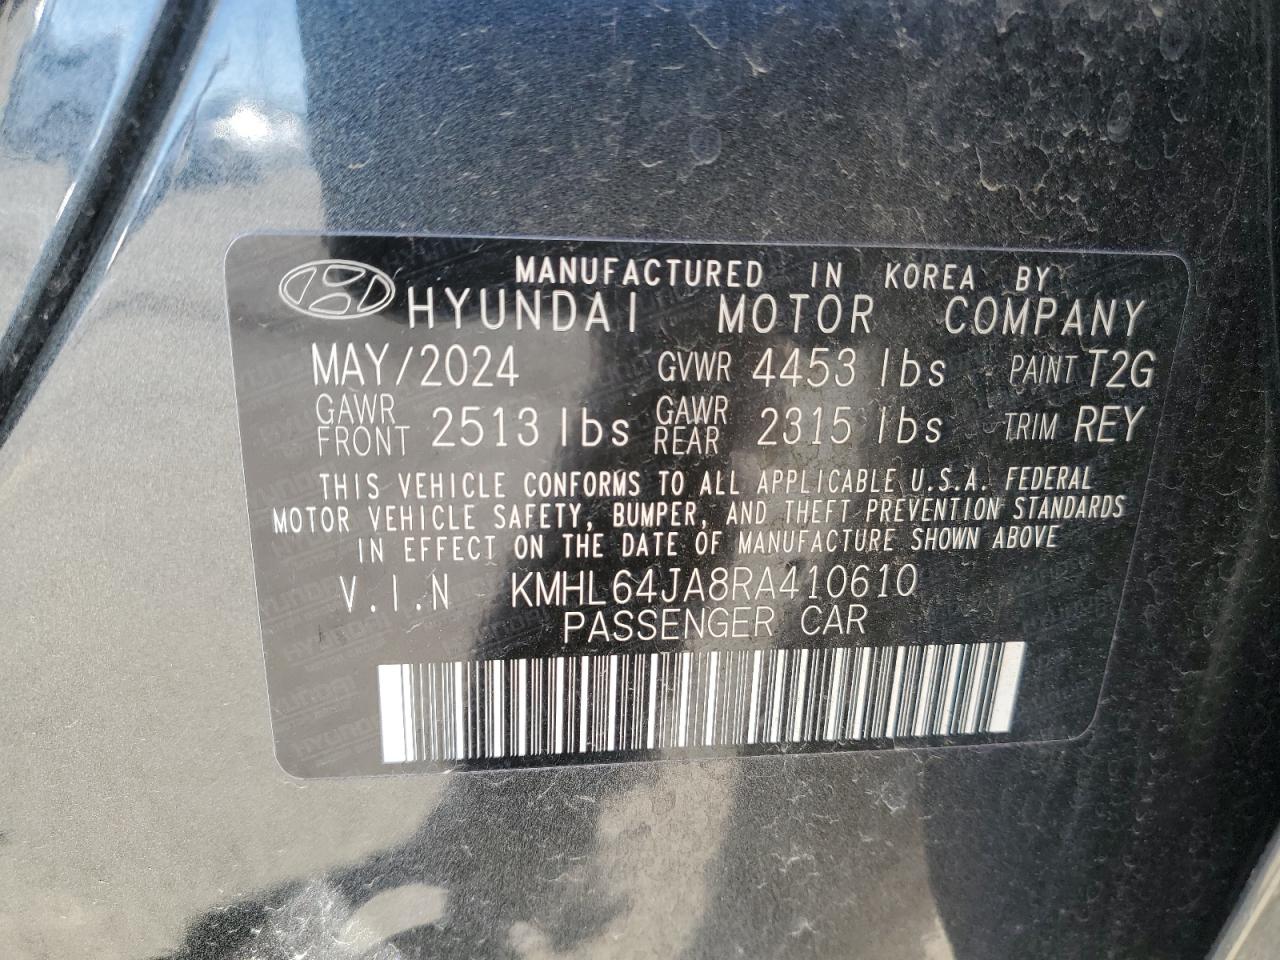 MANUFACTURED IN KOREA BY
HYUNDAI MOTOR COMPANY
MAY/2024 GVWR 4453 lbs PAINT T2G
GAWR FRONT 2513 lbs GAWR REAR 2315 lbs TRIM REY
THIS VEHICLE CONFORMS TO ALL APPLICABLE U.S.A. FEDERAL
MOTOR VEHICLE SAFETY, BUMPER, AND THEFT PREVENTION STANDARDS
IN EFFECT ON THE DATE OF MANUFACTURE SHOWN ABOVE
V.I.N KMHL64JA8RA410610
PASSENGER CAR